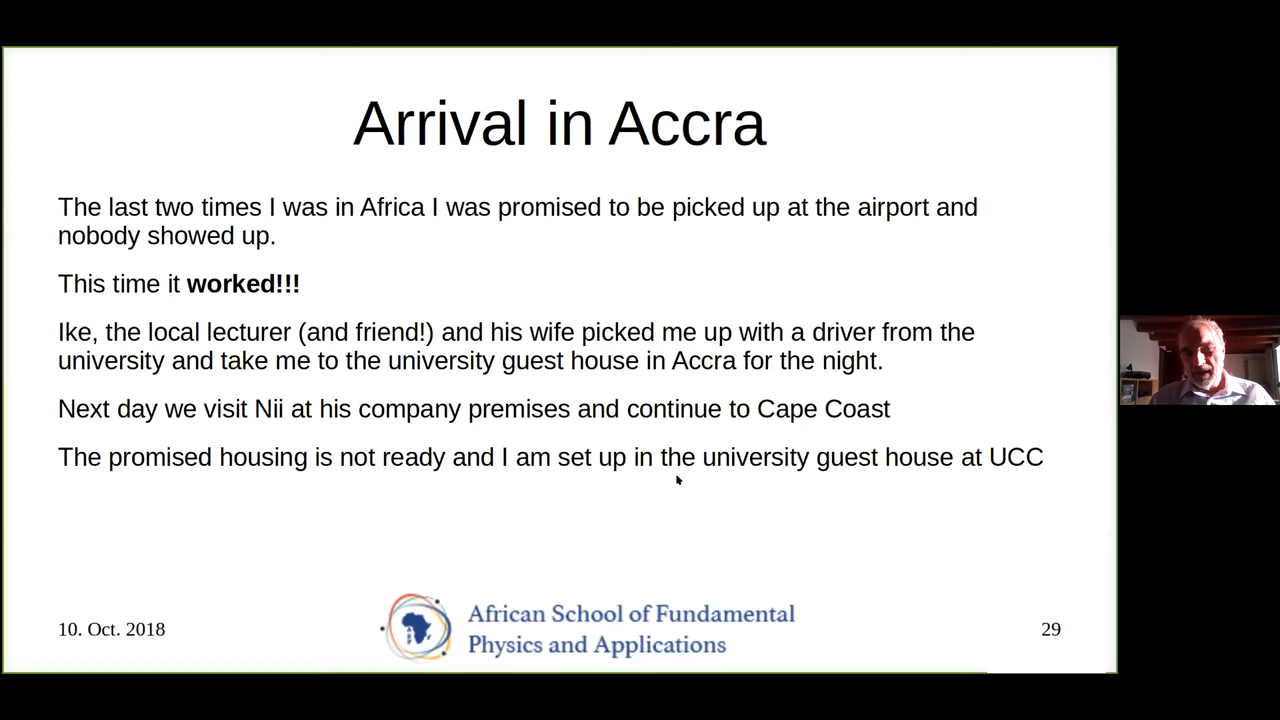 Arrival in Accra
The last two times I was in Africa I was promised to be picked up at the airport and
nobody showed up.
This time it worked!!!
Ike, the local lecturer (and friend!) and his wife picked me up with a driver from the
university and take me to the university guest house in Accra for the night.
Next day we visit Nii at his company premises and continue to Cape Coast
The promised housing is not ready and I am set up in the university guest house at UCC
10. Oct. 2018
African School of Fundamental
Physics and Applications
29